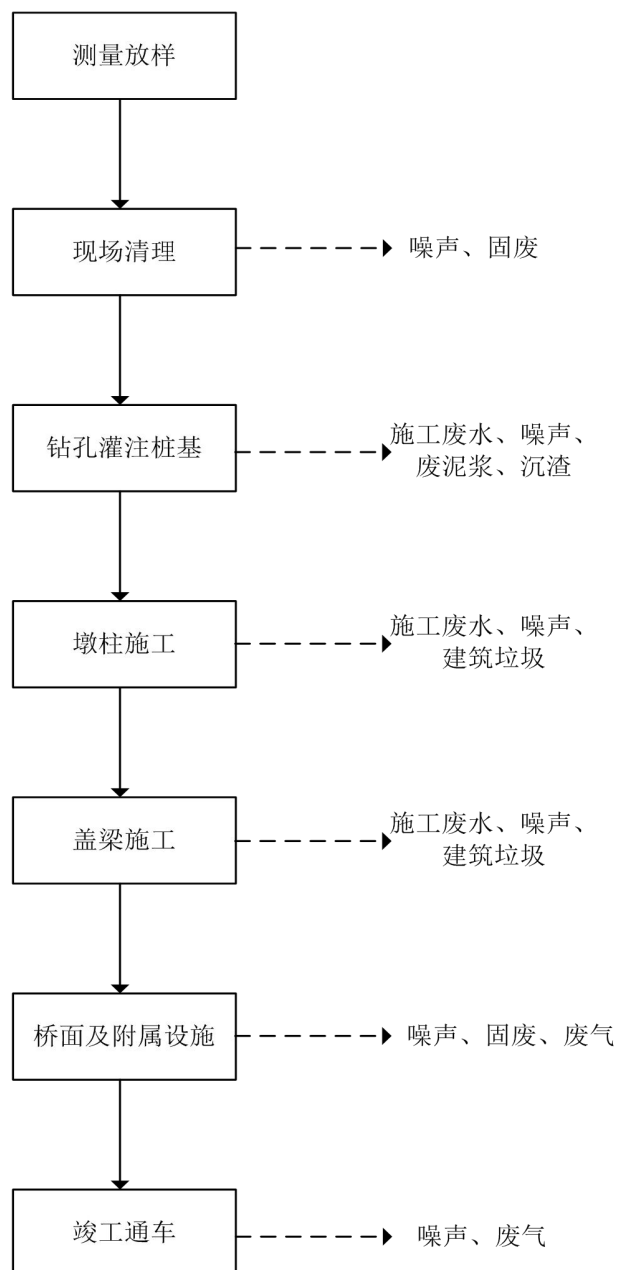 测量放样
现场清理
噪声、固废
钻孔灌注桩基
施工废水、噪声、
废泥浆、沉渣
墩柱施工
施工废水、噪声、
建筑垃圾
盖梁施工
施工废水、噪声、
建筑垃圾
桥面及附属设施
噪声、固废、废气
竣工通车
噪声、废气